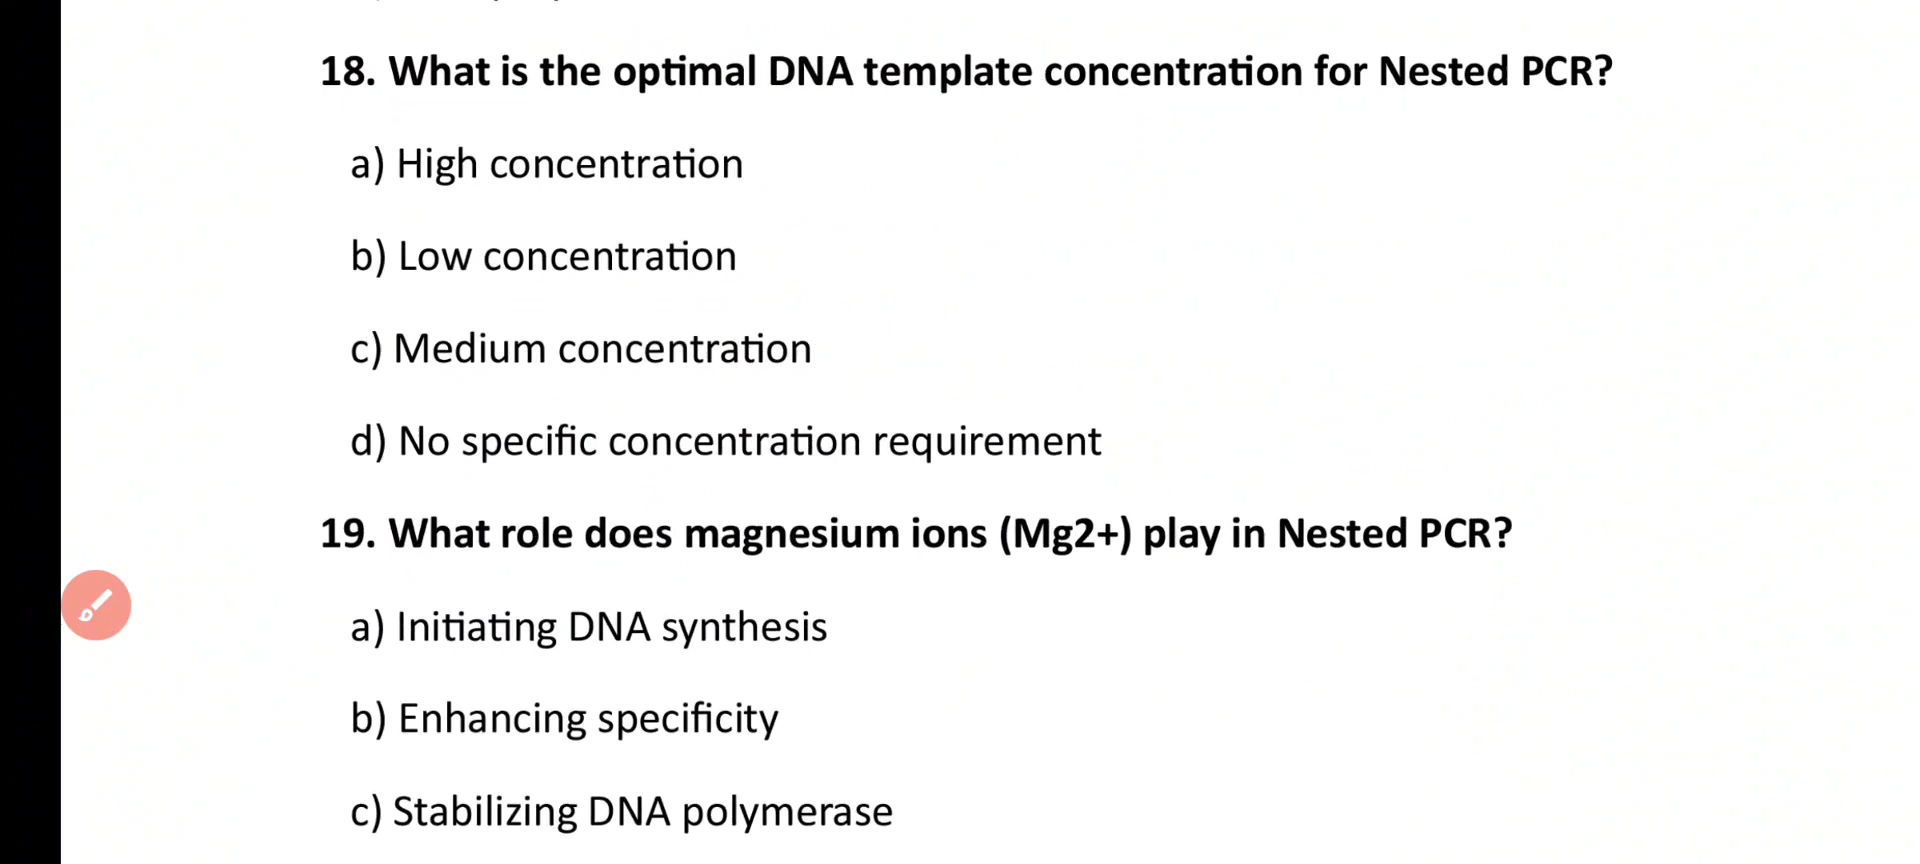 18. What is the optimal DNA template concentration for Nested PCR?
a) High concentration
b) Low concentration
c) Medium concentration
d) No specific concentration requirement
19. What role does magnesium ions (Mg2+) play in Nested PCR?
a) Initiating DNA synthesis
b) Enhancing specificity
c) Stabilizing DNA polymerase